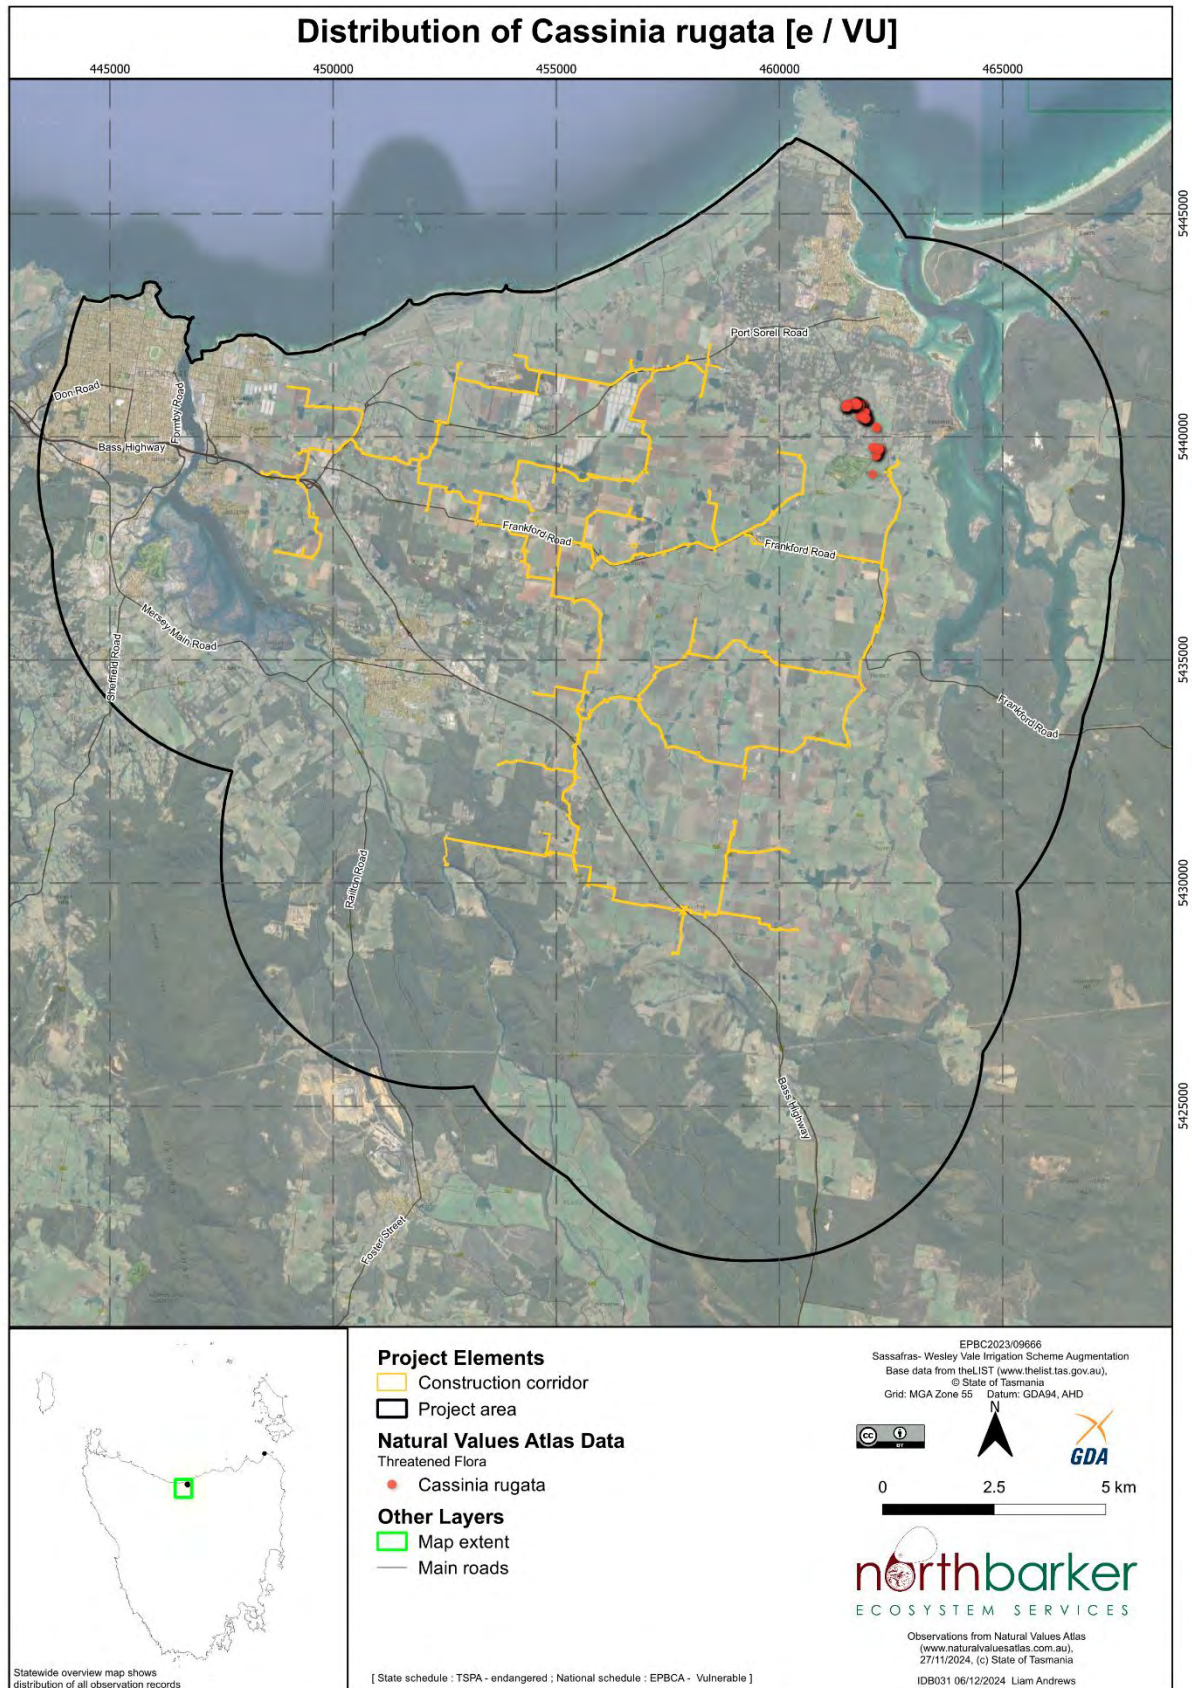 Distribution of Cassinia rugata [e / VU]
445000
450000
455000
460000
465000
5445000
5440000
5435000
5430000
5425000
Port Sorell Road
Don Road
Formby Road
Bass Highway
Frankford Road
Frankford Road
Mersey Main Road
Sheffield Road
Frankford Road
Railton Road
Bass Highway
Foster Street
Statewide overview map shows
distribution of all observation records
Project Elements
Construction corridor
Project area
Natural Values Atlas Data
Threatened Flora
Cassinia rugata
Other Layers
Map extent
Main roads
[ State schedule : TSPA - endangered ; National schedule : EPBCA - Vulnerable ]
EPBC2023/09666
Sassafras- Wesley Vale Irrigation Scheme Augmentation
Base data from theLIST (www.thelist.tas.gov.au),
© State of Tasmania
Grid: MGA Zone 55 Datum: GDA94, AHD
N
cc
BY
GDA
0 2.5 5 km
northbarker
ECOSYSTEM SERVICES
Observations from Natural Values Atlas
(www.naturalvaluesatlas.com.au),
27/11/2024, (c) State of Tasmania
IDB031 06/12/2024 Liam Andrews